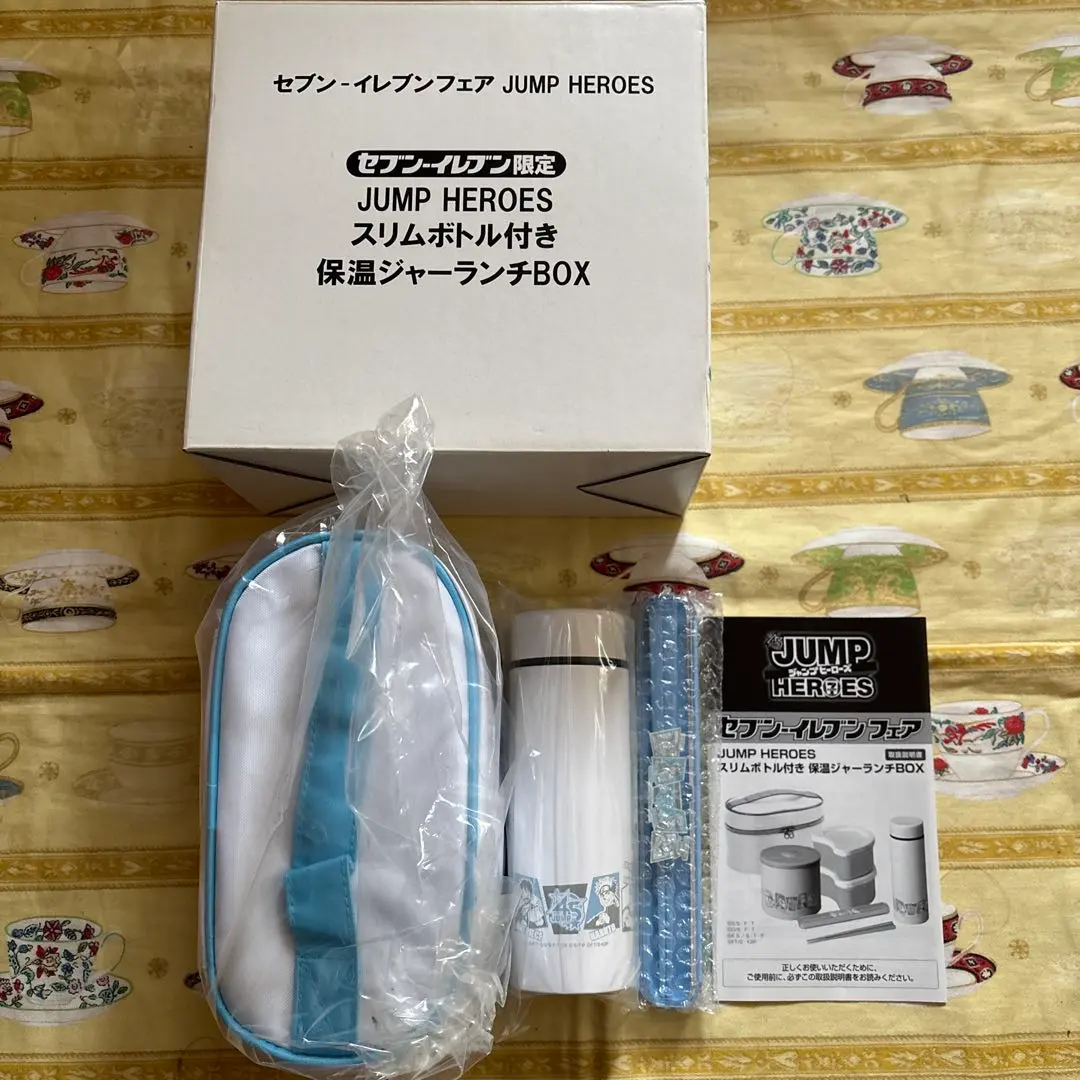 セブン-イレブンフェア JUMP HEROES
セブン-イレブン限定
JUMP HEROES
スリムボトル付き
保温ジャーランチBOX
45
JUMP
JUMP
ジャンプヒーローズ
HEROES
セブン-イレブンフェア
JUMP HEROES
取扱説明書
スリムボトル付き 保温ジャーランチBOX
正しくお使いいただくために、
ご使用前に、必ずこの取扱説明書をお読みください。